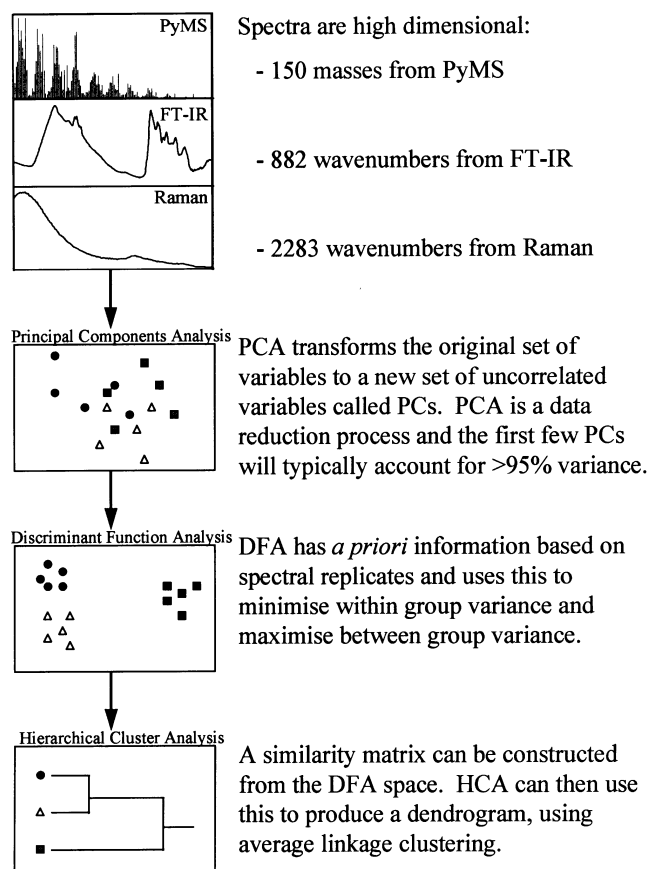 PyMS
Spectra are high dimensional:
- 150 masses from PyMS
FT-IR
- 882 wavenumbers from FT-IR
Raman
- 2283 wavenumbers from Raman
Principal Components Analysis
PCA transforms the original set of
variables to a new set of uncorrelated
variables called PCs. PCA is a data
reduction process and the first few PCs
will typically account for >95% variance.
Discriminant Function Analysis
DFA has a priori information based on
spectral replicates and uses this to
minimise within group variance and
maximise between group variance.
Hierarchical Cluster Analysis
A similarity matrix can be constructed
from the DFA space. HCA can then use
this to produce a dendrogram, using
average linkage clustering.